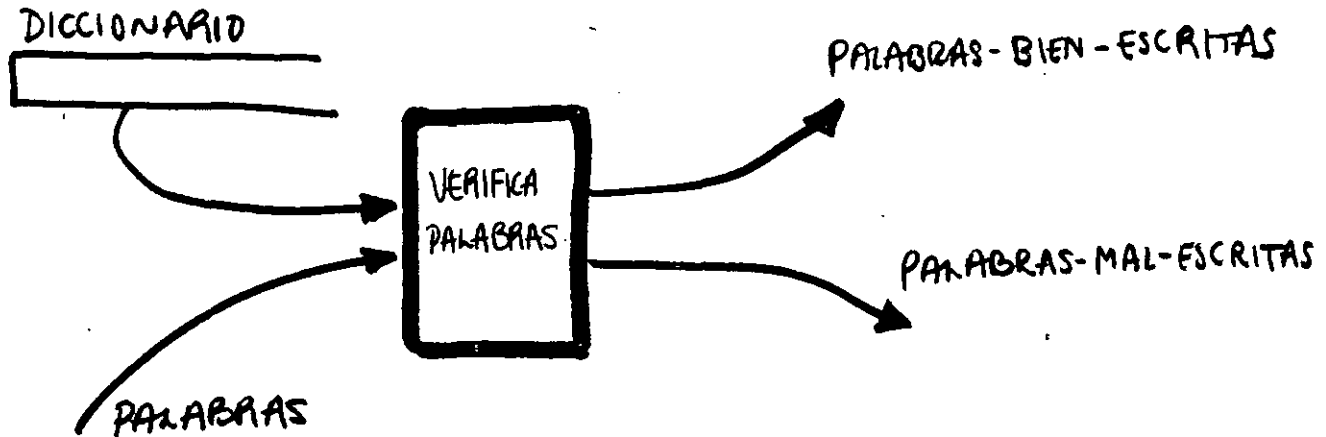 DICCIONARIO
PALABRAS-BIEN-ESCRITAS
VERIFICA
PALABRAS
PALABRAS-MAL-ESCRITAS
PALABRAS